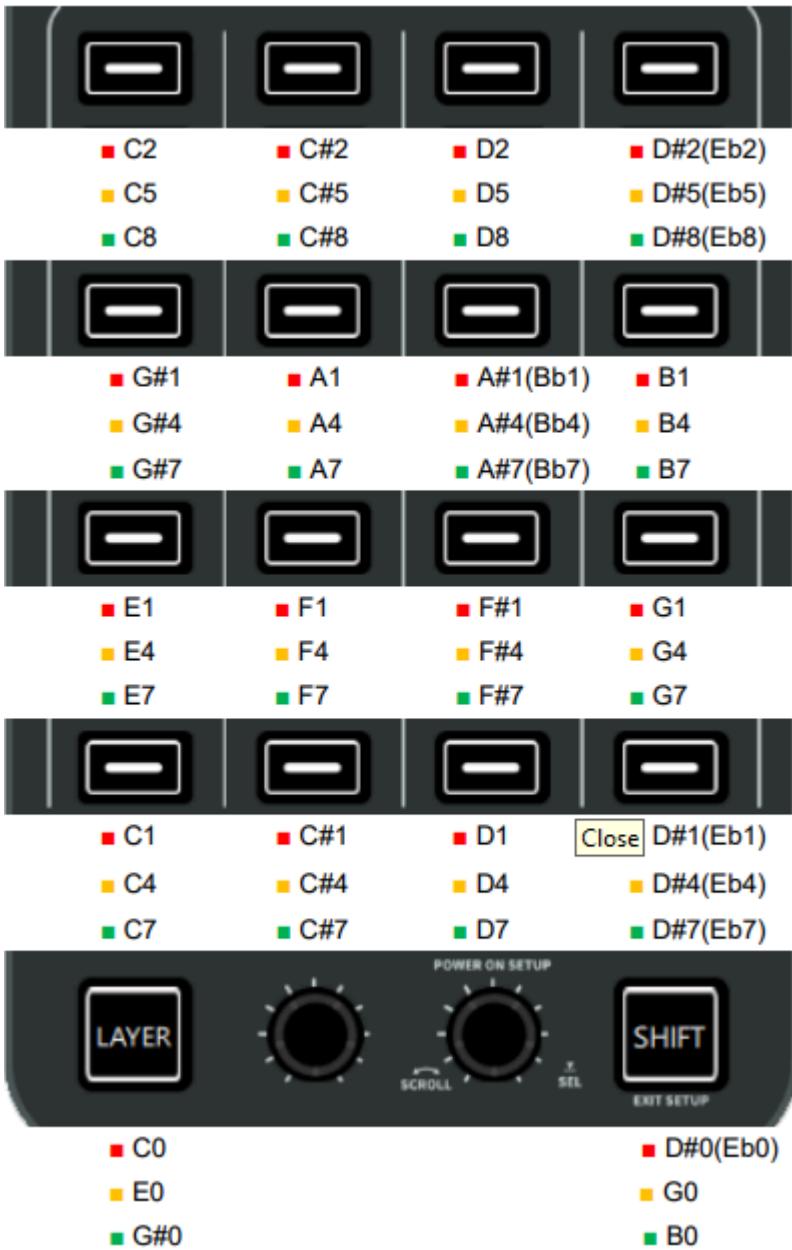 C2 C#2 D2 D#2(Eb2)
C5 C#5 D5 D#5(Eb5)
C8 C#8 D8 D#8(Eb8)
G#1 A1 A#1(Bb1) B1
G#4 A4 A#4(Bb4) B4
G#7 A7 A#7(Bb7) B7
E1 F1 F#1 G1
E4 F4 F#4 G4
E7 F7 F#7 G7
C1 C#1 D1 Close D#1(Eb1)
C4 C#4 D4 D#4(Eb4)
C7 C#7 D7 D#7(Eb7)
POWER ON SETUP
LAYER SHIFT
SCROLL SEL
EXIT SETUP
C0 D#0(Eb0)
E0 G0
G#0 B0